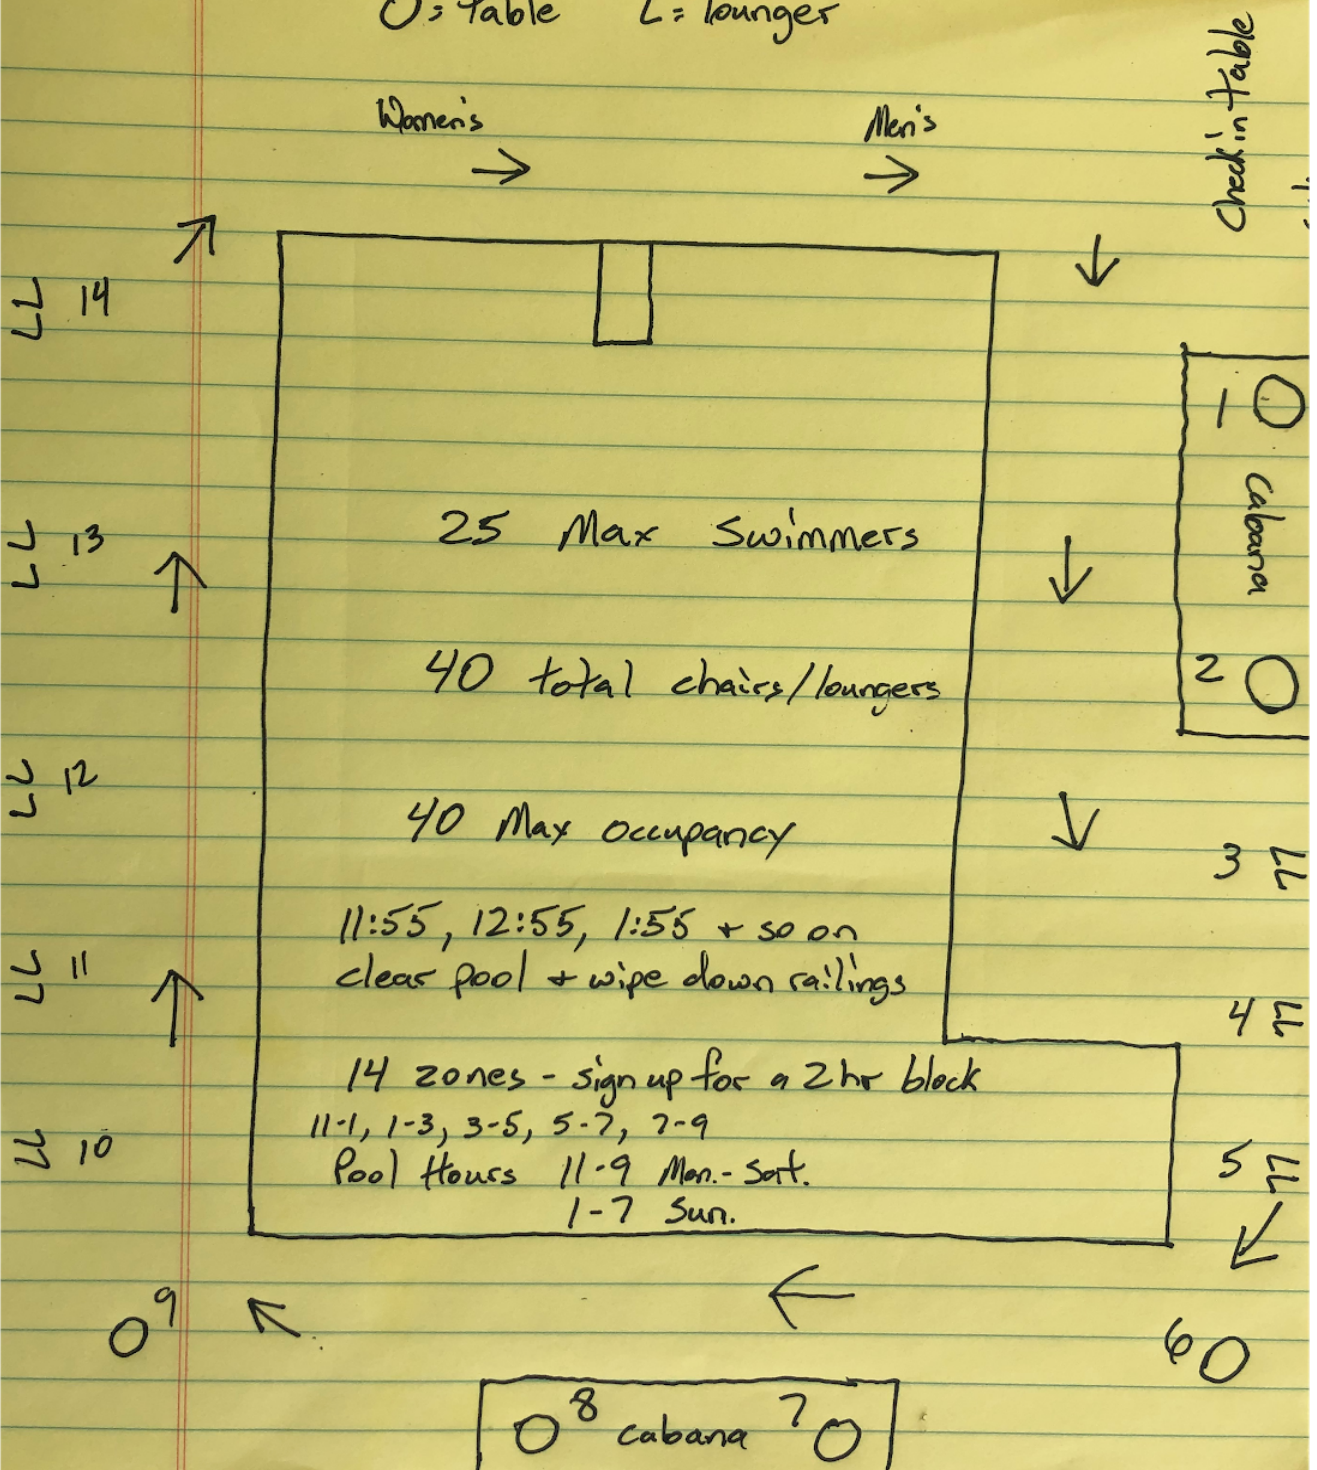 O = table L = lounger
Women's Men's
Check in table
LL 14
1 O
Cabana
2 O
LL 13
25 Max Swimmers
40 total chairs/loungers
LL 12
40 Max occupancy
3 LL
11:55, 12:55, 1:55 + so on
clear pool + wipe down railings
LL 11
4 LL
14 zones - sign up for a 2hr block
11-1, 1-3, 3-5, 5-7, 7-9
LL 10
Pool Hours 11-9 Mon.-Sat.
5 LL
1-7 Sun.
O 9
6 O
O 8 cabana 7 O